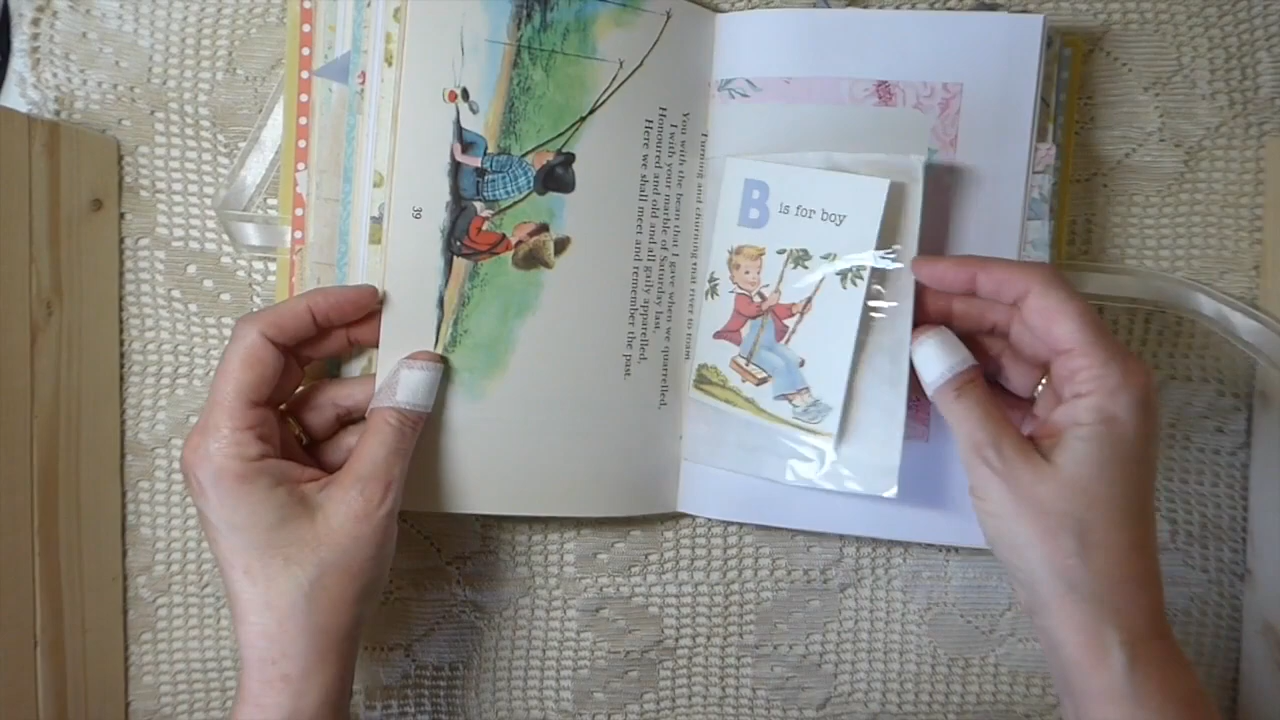 Turning and churning that river to foam.
You with the bean that I gave when we quarrelled,
I with your marble of Saturday last,
Honoured and old and all gaily apparelled,
Here we shall meet and remember the past.
39
B is for boy